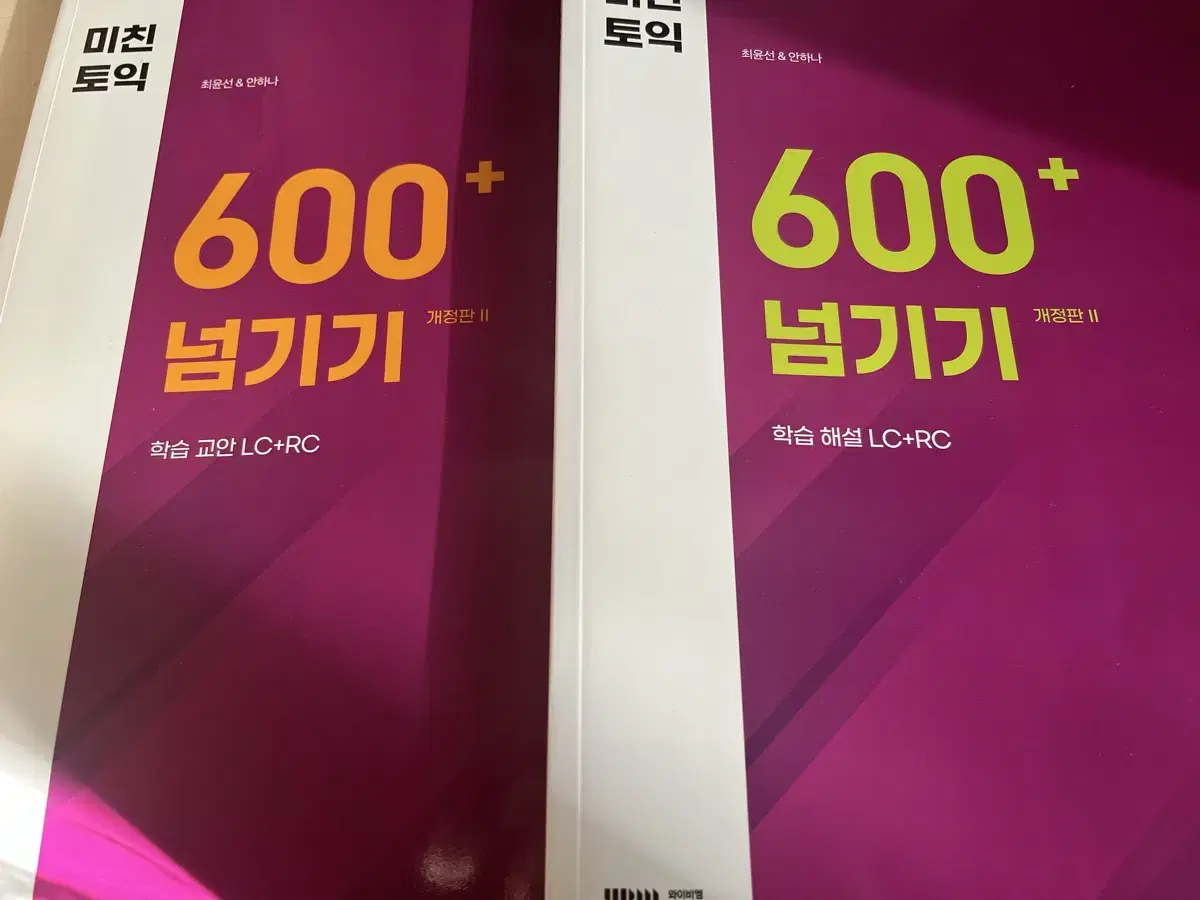 미친
토익
최윤선 & 안하나
600+
넘기기
개정판 II
학습 교안 LC+RC
미친
토익
최윤선 & 안하나
600+
넘기기
개정판 II
학습 해설 LC+RC
와이비엠